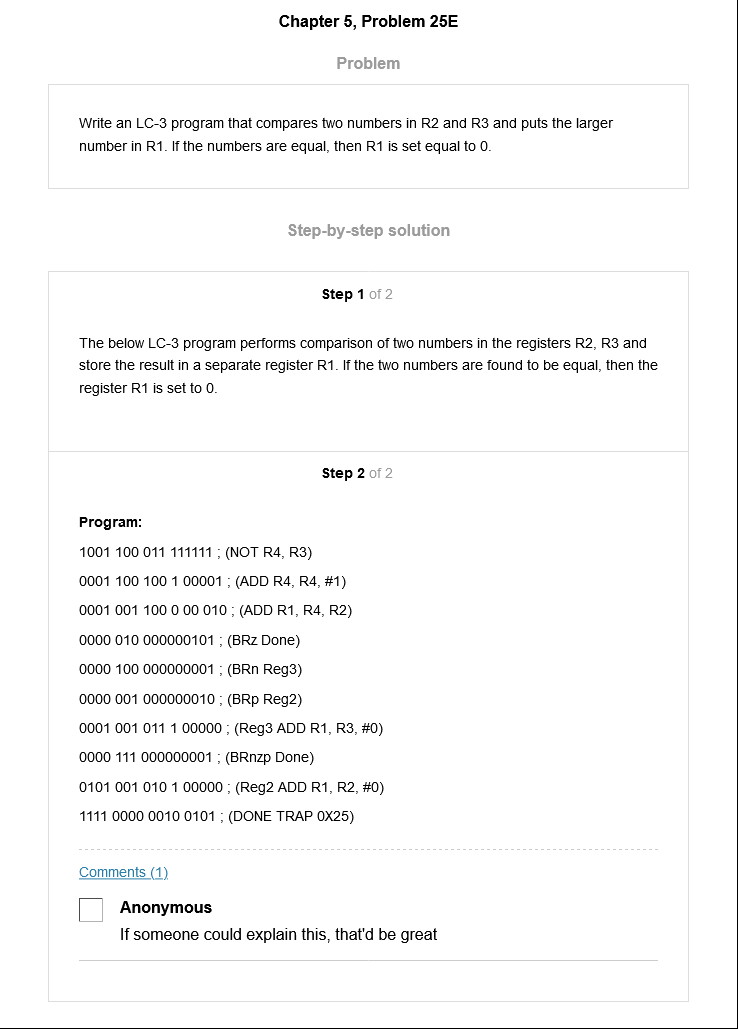 Chapter 5, Problem 25E
Problem
Write an LC-3 program that compares two numbers in R2 and R3 and puts the larger
number in R1. If the numbers are equal, then R1 is set equal to 0.
Step-by-step solution
Step 1 of 2
The below LC-3 program performs comparison of two numbers in the registers R2, R3 and
store the result in a separate register R1. If the two numbers are found to be equal, then the
register R1 is set to 0.
Step 2 of 2
Program:
1001 100 011 111111 ; (NOT R4, R3)
0001 100 100 1 00001 ; (ADD R4, R4, #1)
0001 001 100 0 00 010 ; (ADD R1, R4, R2)
0000 010 000000101 ; (BRz Done)
0000 100 000000001 ; (BRn Reg3)
0000 001 000000010 ; (BRp Reg2)
0001 001 011 1 00000 ; (Reg3 ADD R1, R3, #0)
0000 111 000000001 ; (BRnzp Done)
0101 001 010 1 00000 ; (Reg2 ADD R1, R2, #0)
1111 0000 0010 0101 ; (DONE TRAP 0X25)
Comments (1)
Anonymous
If someone could explain this, that'd be great